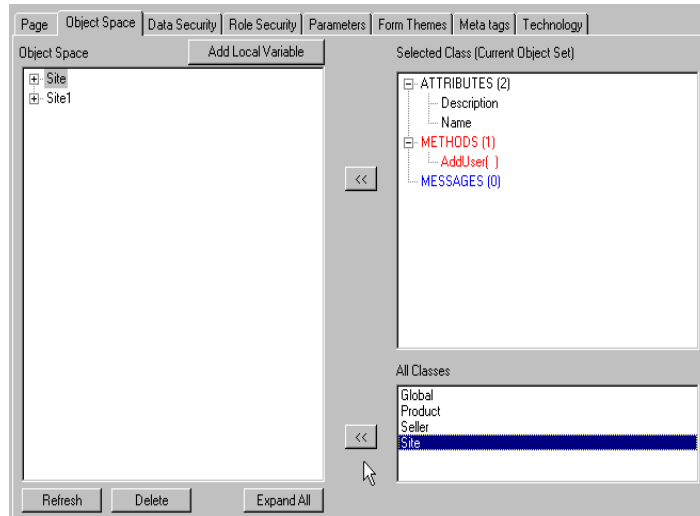 Page Object Space Data Security Role Security Parameters Form Themes Meta tags Technology
Object Space
Add Local Variable
Site
Site1
Refresh
Delete
Expand All
<<
<<
Selected Class (Current Object Set)
ATTRIBUTES (2)
Description
Name
METHODS (1)
AddUser( )
MESSAGES (0)
All Classes
Global
Product
Seller
Site